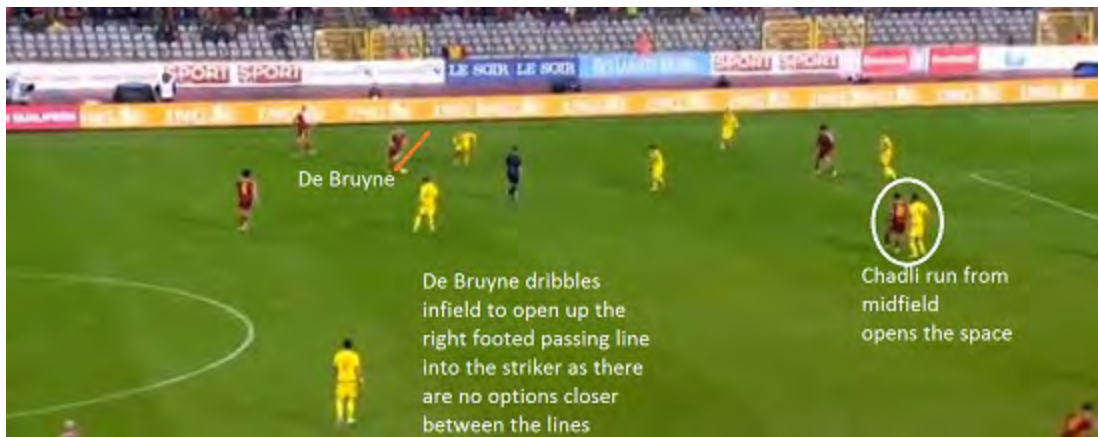 SPORT SPORT
LE SOIR LE SOIR
SPORT SPORT
De Bruyne
De Bruyne dribbles
infield to open up the
right footed passing line
into the striker as there
are no options closer
between the lines
Chadli run from
midfield
opens the space